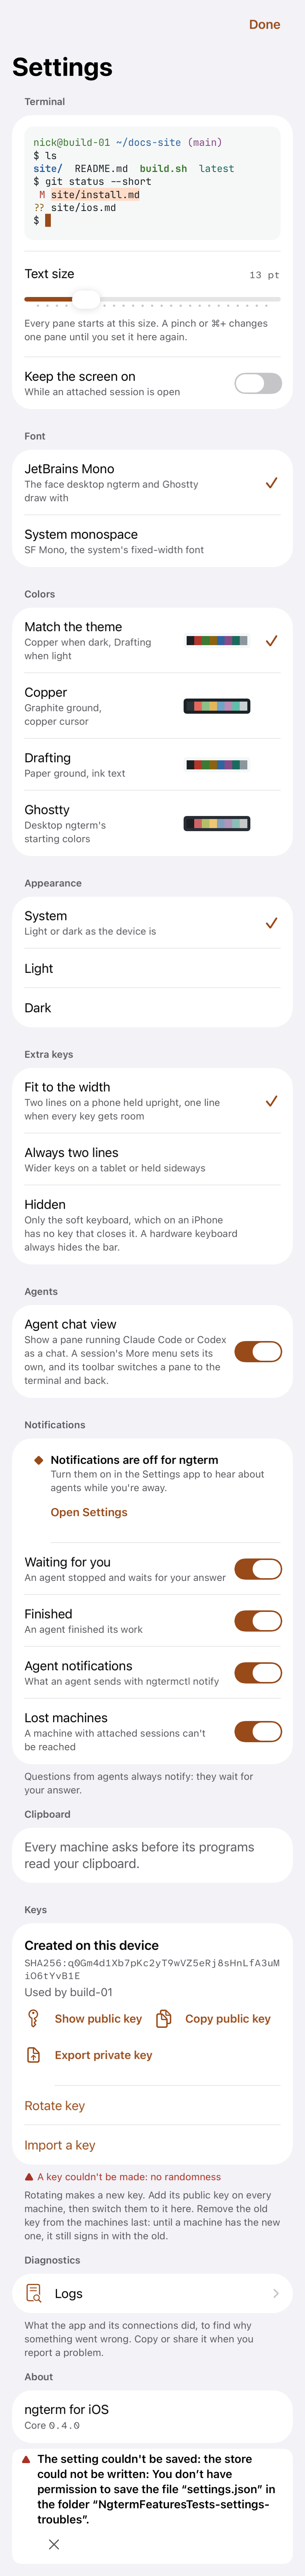 Done
Settings
Terminal
nick@build-01 ~/docs-site (main)
$ ls
site/ README.md build.sh latest
$ git status --short
M site/install.md
?? site/ios.md
$
Text size 13 pt
Every pane starts at this size. A pinch or ⌘+ changes
one pane until you set it here again.
Keep the screen on
While an attached session is open
Font
JetBrains Mono
The face desktop ngterm and Ghostty
draw with
System monospace
SF Mono, the system's fixed-width font
Colors
Match the theme
Copper when dark, Drafting
when light
Copper
Graphite ground,
copper cursor
Drafting
Paper ground, ink text
Ghostty
Desktop ngterm's
starting colors
Appearance
System
Light or dark as the device is
Light
Dark
Extra keys
Fit to the width
Two lines on a phone held upright, one line
when every key gets room
Always two lines
Wider keys on a tablet or held sideways
Hidden
Only the soft keyboard, which on an iPhone
has no key that closes it. A hardware keyboard
always hides the bar.
Agents
Agent chat view
Show a pane running Claude Code or Codex
as a chat. A session's More menu sets its
own, and its toolbar switches a pane to the
terminal and back.
Notifications
Notifications are off for ngterm
Turn them on in the Settings app to hear about
agents while you're away.
Open Settings
Waiting for you
An agent stopped and waits for your answer
Finished
An agent finished its work
Agent notifications
What an agent sends with ngtermctl notify
Lost machines
A machine with attached sessions can't
be reached
Questions from agents always notify: they wait for
your answer.
Clipboard
Every machine asks before its programs
read your clipboard.
Keys
Created on this device
SHA256:q0Gm4d1Xb7pKc2yT9wVZ5eRj8sHnLfA3uM
iO6tYvB1E
Used by build-01
Show public key Copy public key
Export private key
Rotate key
Import a key
A key couldn't be made: no randomness
Rotating makes a new key. Add its public key on every
machine, then switch them to it here. Remove the old
key from the machines last: until a machine has the new
one, it still signs in with the old.
Diagnostics
Logs
What the app and its connections did, to find why
something went wrong. Copy or share it when you
report a problem.
About
ngterm for iOS
Core 0.4.0
The setting couldn't be saved: the store
could not be written: You don’t have
permission to save the file “settings.json” in
the folder “NgtermFeaturesTests-settings-
troubles”.